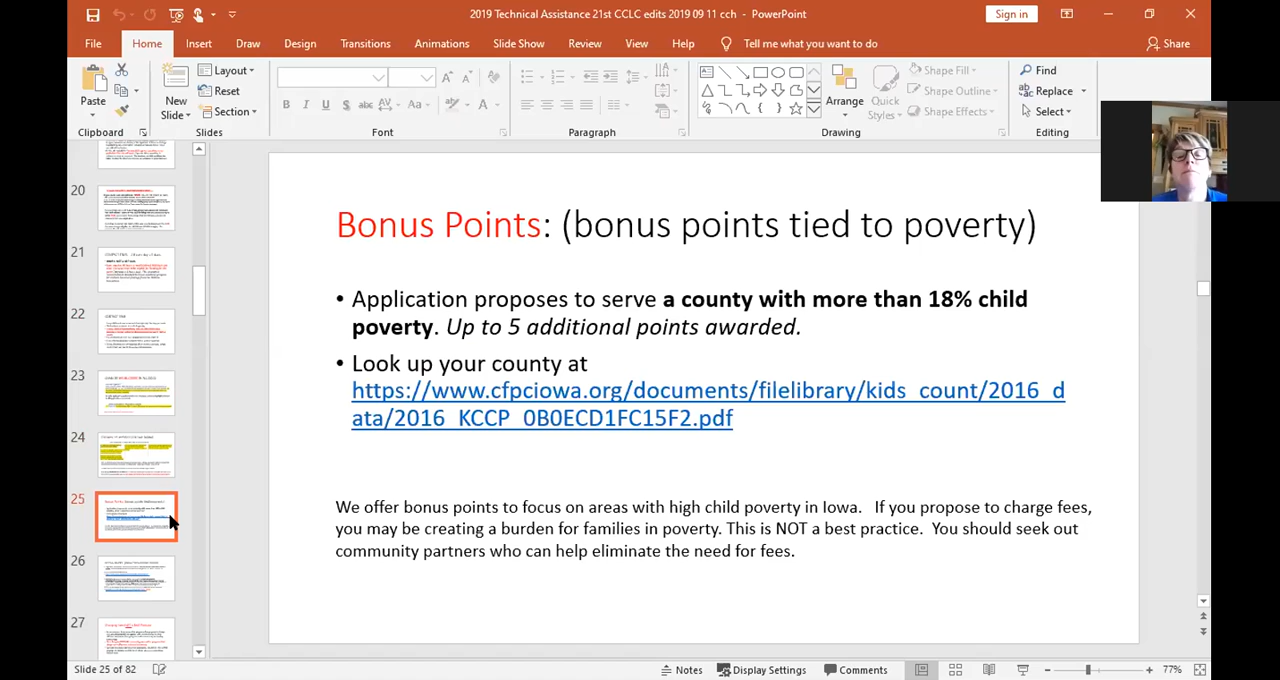 2019 Technical Assistance 21st CCLC edits 2019 09 11 cch - PowerPoint
Sign in
File Home Insert Draw Design Transitions Animations Slide Show Review View Help Tell me what you want to do Share
Paste
New Slide
Layout
Reset
Section
Arrange
Quick Styles
Shape Fill
Shape Outline
Shape Effects
Find
Replace
Select
Clipboard Slides Font Paragraph Drawing Editing
20
21
22
23
24
25
26
27
Bonus Points: (bonus points tied to poverty)
• Application proposes to serve a county with more than 18% child
poverty. Up to 5 additional points awarded.
• Look up your county at
https://www.cfpciowa.org/documents/filelibrary/kids_count/2016_d
ata/2016_KCCP_0B0ECD1FC15F2.pdf
We offer bonus points to focus on areas with high child poverty in Iowa. If you propose to charge fees,
you may be creating a burden for families in poverty. This is NOT a best practice. You should seek out
community partners who can help eliminate the need for fees.
Slide 25 of 82 Notes Display Settings Comments 77%